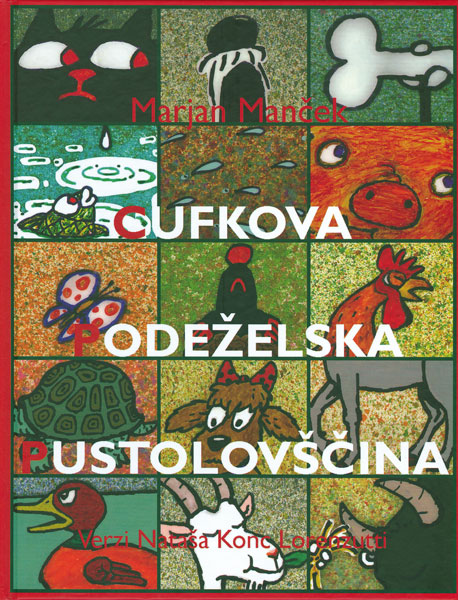 Marjan Manček
CUFKOVA
PODEŽELSKA
PUSTOLOVŠČINA
Verzi Nataša Konc Lorenzutti